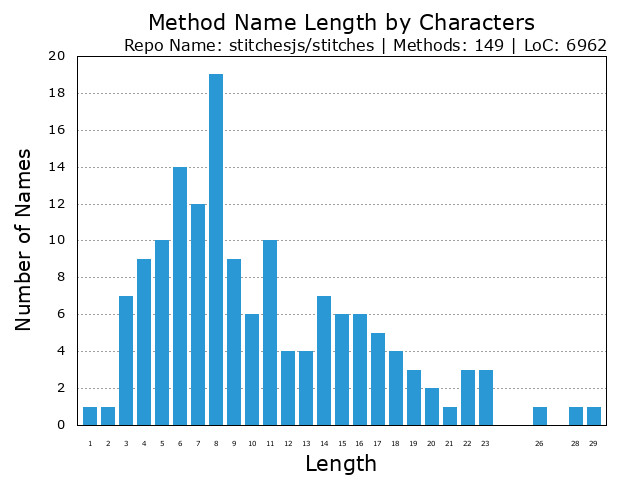 Method Name Length by Characters
Repo Name: stitchesjs/stitches | Methods: 149 | LoC: 6962
Number of Names
20
18
16
14
12
10
8
6
4
2
0
1 2 3 4 5 6 7 8 9 10 11 12 13 14 15 16 17 18 19 20 21 22 23 26 28 29
Length